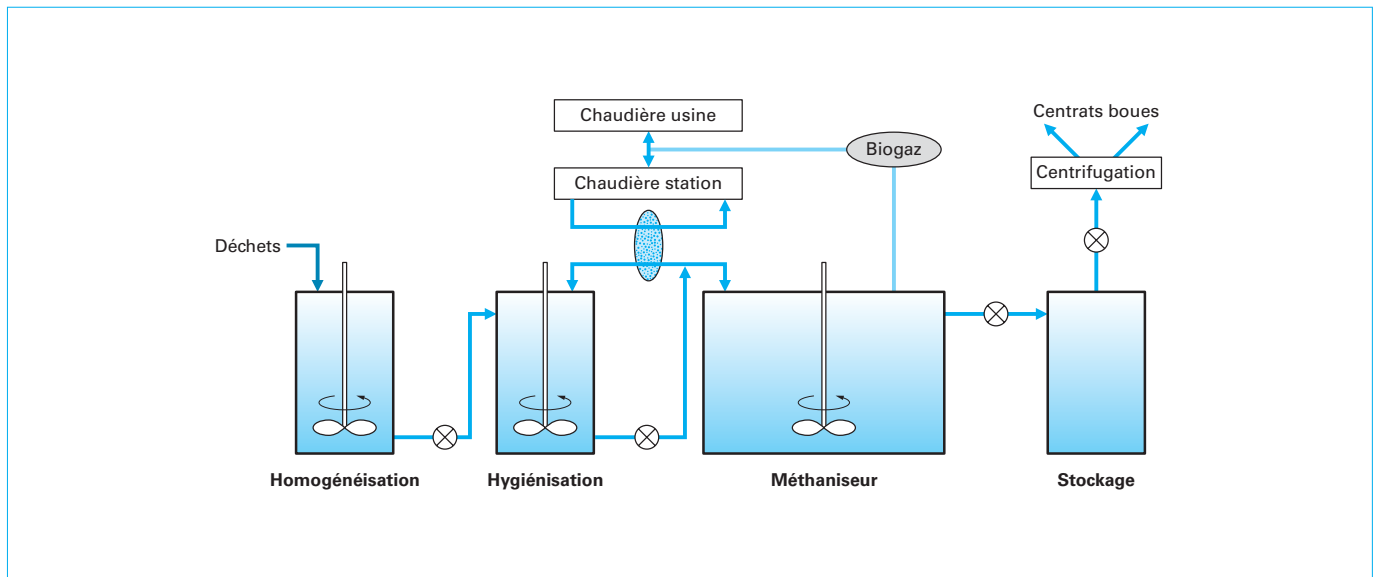 Chaudière usine
Centrats boues
Biogaz
Chaudière station
Centrifugation
Déchets
Homogénéisation
Hygiénisation
Méthaniseur
Stockage